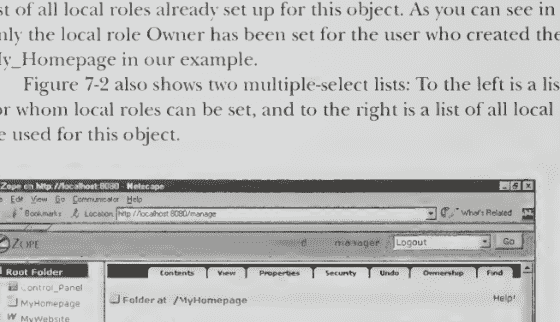 st of all local roles already set up for this object. As you can see in
nly the local role Owner has been set for the user who created the
My_Homepage in our example.
Figure 7-2 also shows two multiple-select lists: To the left is a lis
or whom local roles can be set, and to the right is a list of all local
e used for this object.
Zope on http://localhost:8080 - Netscape
Edit View Go Communicator Help
Bookmarks Location: http://localhost:8080/manage What's Related
ZOPE manager Logout Go
Root Folder Contents View Properties Security Undo Ownership Find
Control_Panel
MyHomepage Folder at /MyHomepage Help!
MyWebsite